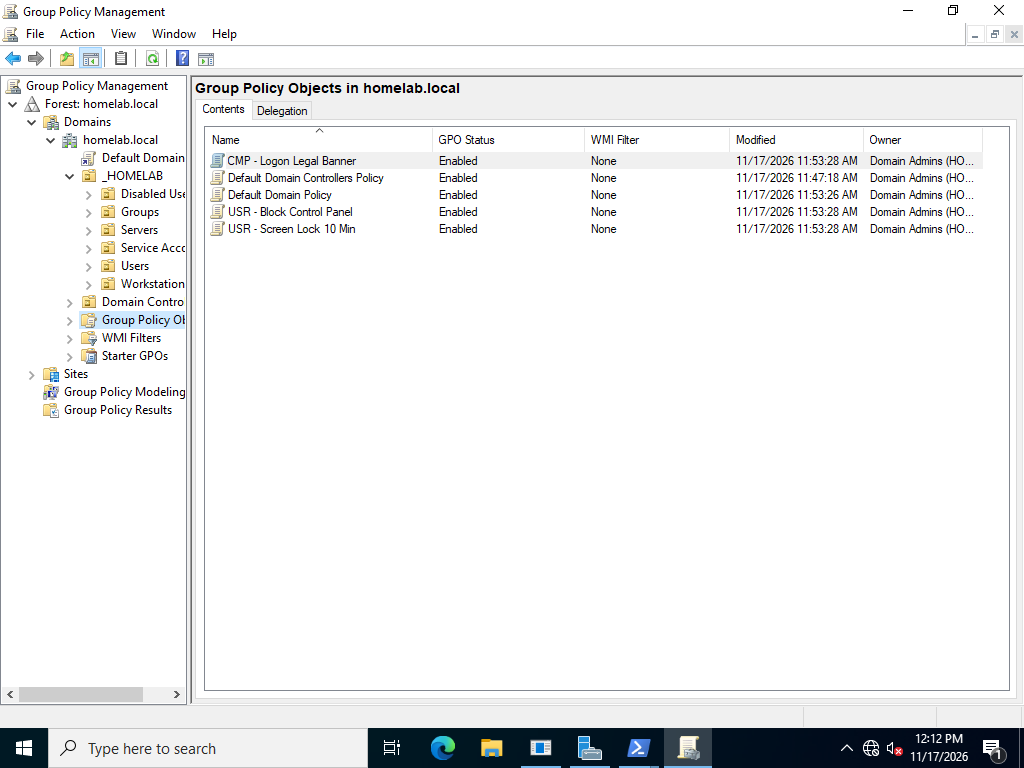 Group Policy Management
File Action View Window Help
Group Policy Management
Forest: homelab.local
Domains
homelab.local
Default Domain
_HOMELAB
Disabled Use
Groups
Servers
Service Acco
Users
Workstation
Domain Contro
Group Policy Ob
WMI Filters
Starter GPOs
Sites
Group Policy Modeling
Group Policy Results
Group Policy Objects in homelab.local
Contents Delegation
Name GPO Status WMI Filter Modified Owner
CMP - Logon Legal Banner Enabled None 11/17/2026 11:53:28 AM Domain Admins (HO...
Default Domain Controllers Policy Enabled None 11/17/2026 11:47:18 AM Domain Admins (HO...
Default Domain Policy Enabled None 11/17/2026 11:53:26 AM Domain Admins (HO...
USR - Block Control Panel Enabled None 11/17/2026 11:53:28 AM Domain Admins (HO...
USR - Screen Lock 10 Min Enabled None 11/17/2026 11:53:28 AM Domain Admins (HO...
Type here to search
12:12 PM
11/17/2026
1